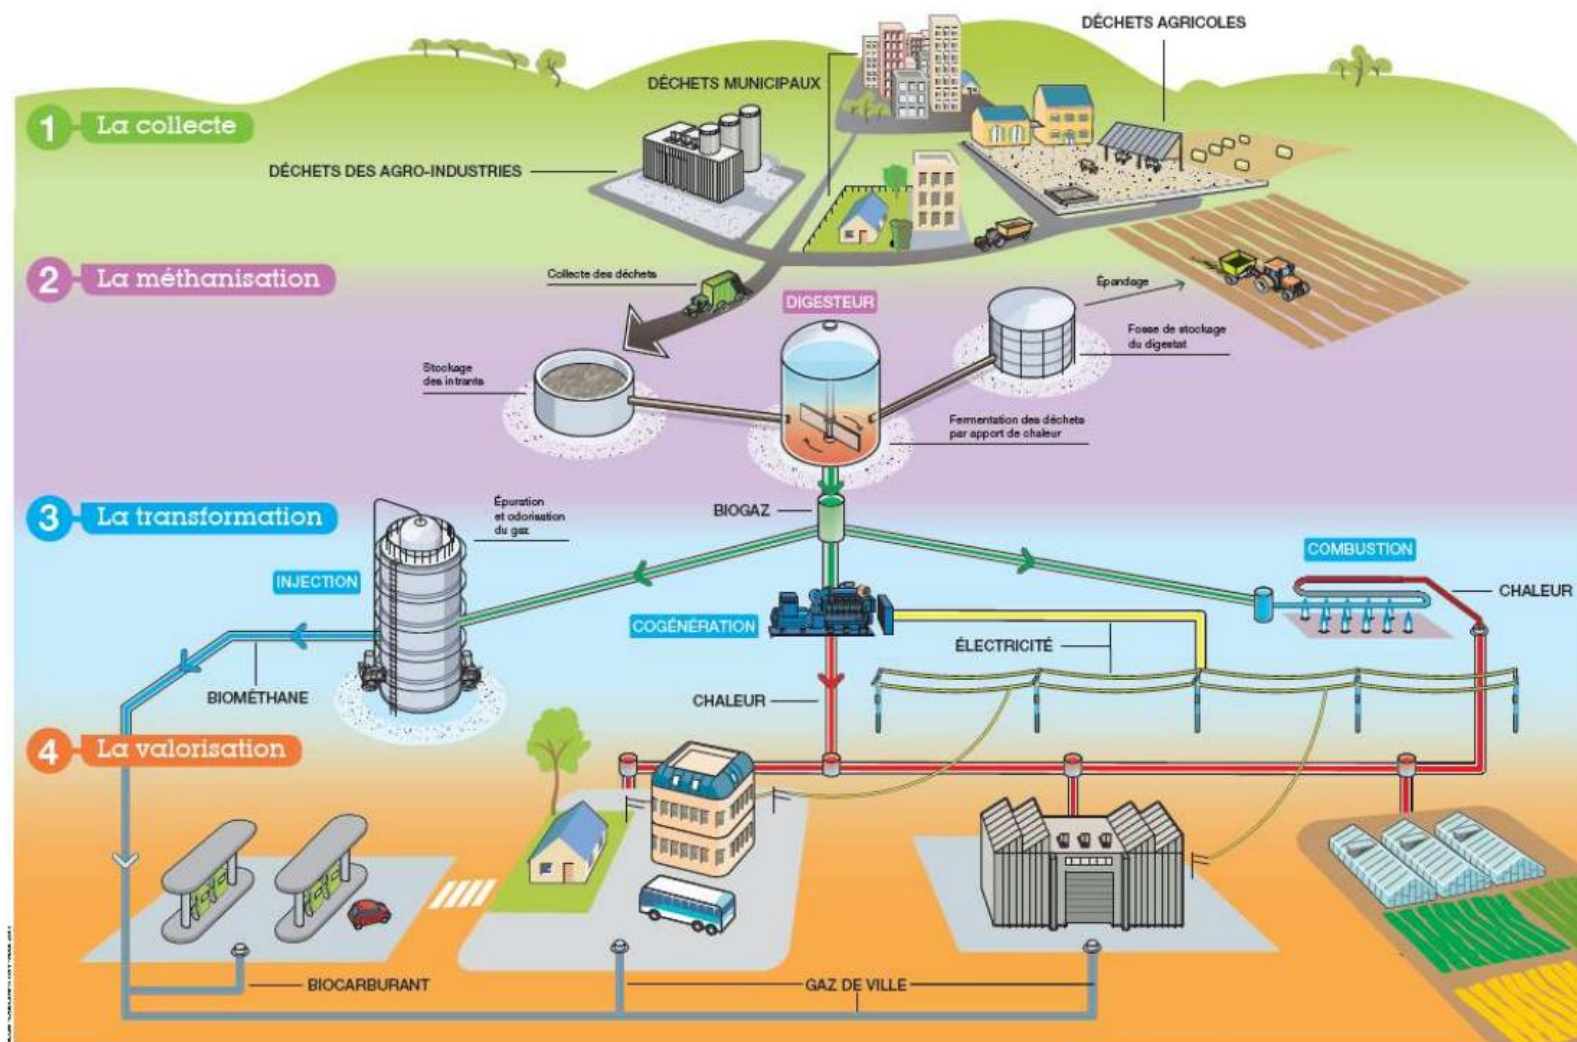 DÉCHETS AGRICOLES
DÉCHETS MUNICIPAUX
1 La collecte
DÉCHETS DES AGRO-INDUSTRIES
2 La méthanisation
Collecte des déchets
DIGESTEUR
Épandage
Fosse de stockage
du digestat
Stockage
des intrants
Fermentation des déchets
par apport de chaleur
3 La transformation
Épuration
et odorisation
du gaz
BIOGAZ
COMBUSTION
INJECTION
CHALEUR
COGÉNÉRATION
ÉLECTRICITÉ
BIOMÉTHANE
CHALEUR
4 La valorisation
BIOCARBURANT
GAZ DE VILLE